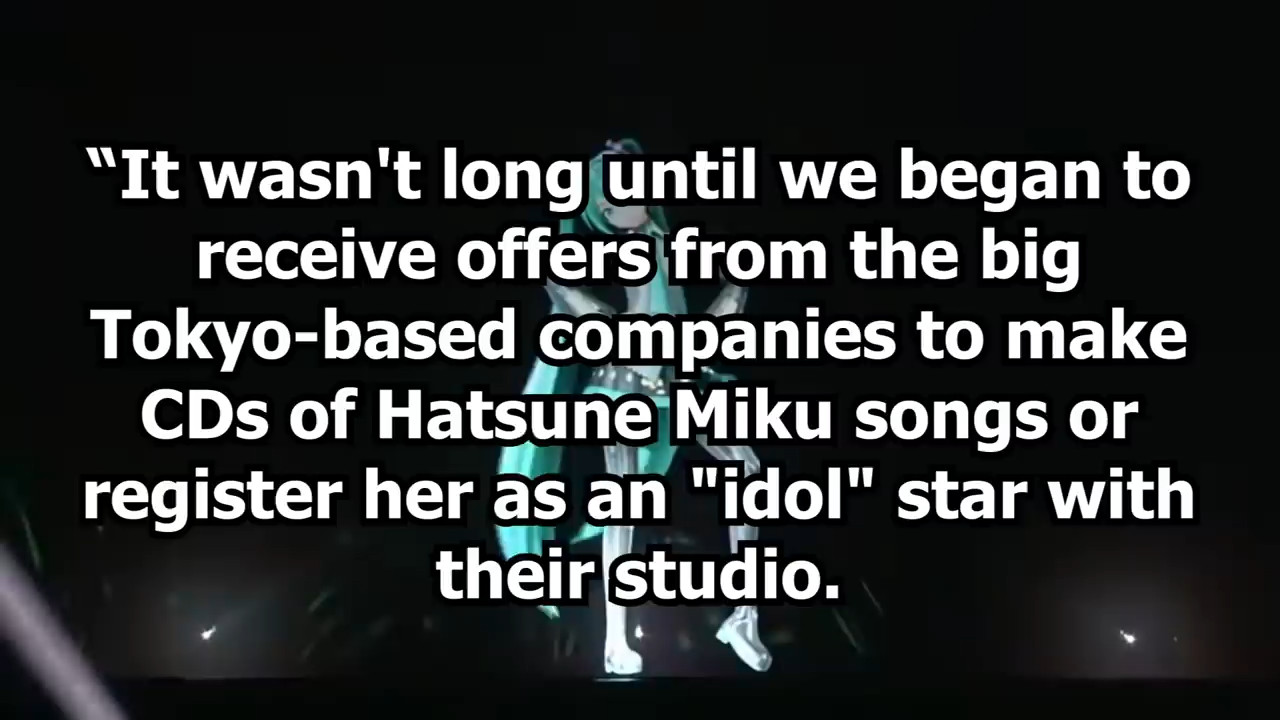 “It wasn't long until we began to
receive offers from the big
Tokyo-based companies to make
CDs of Hatsune Miku songs or
register her as an "idol" star with
their studio.